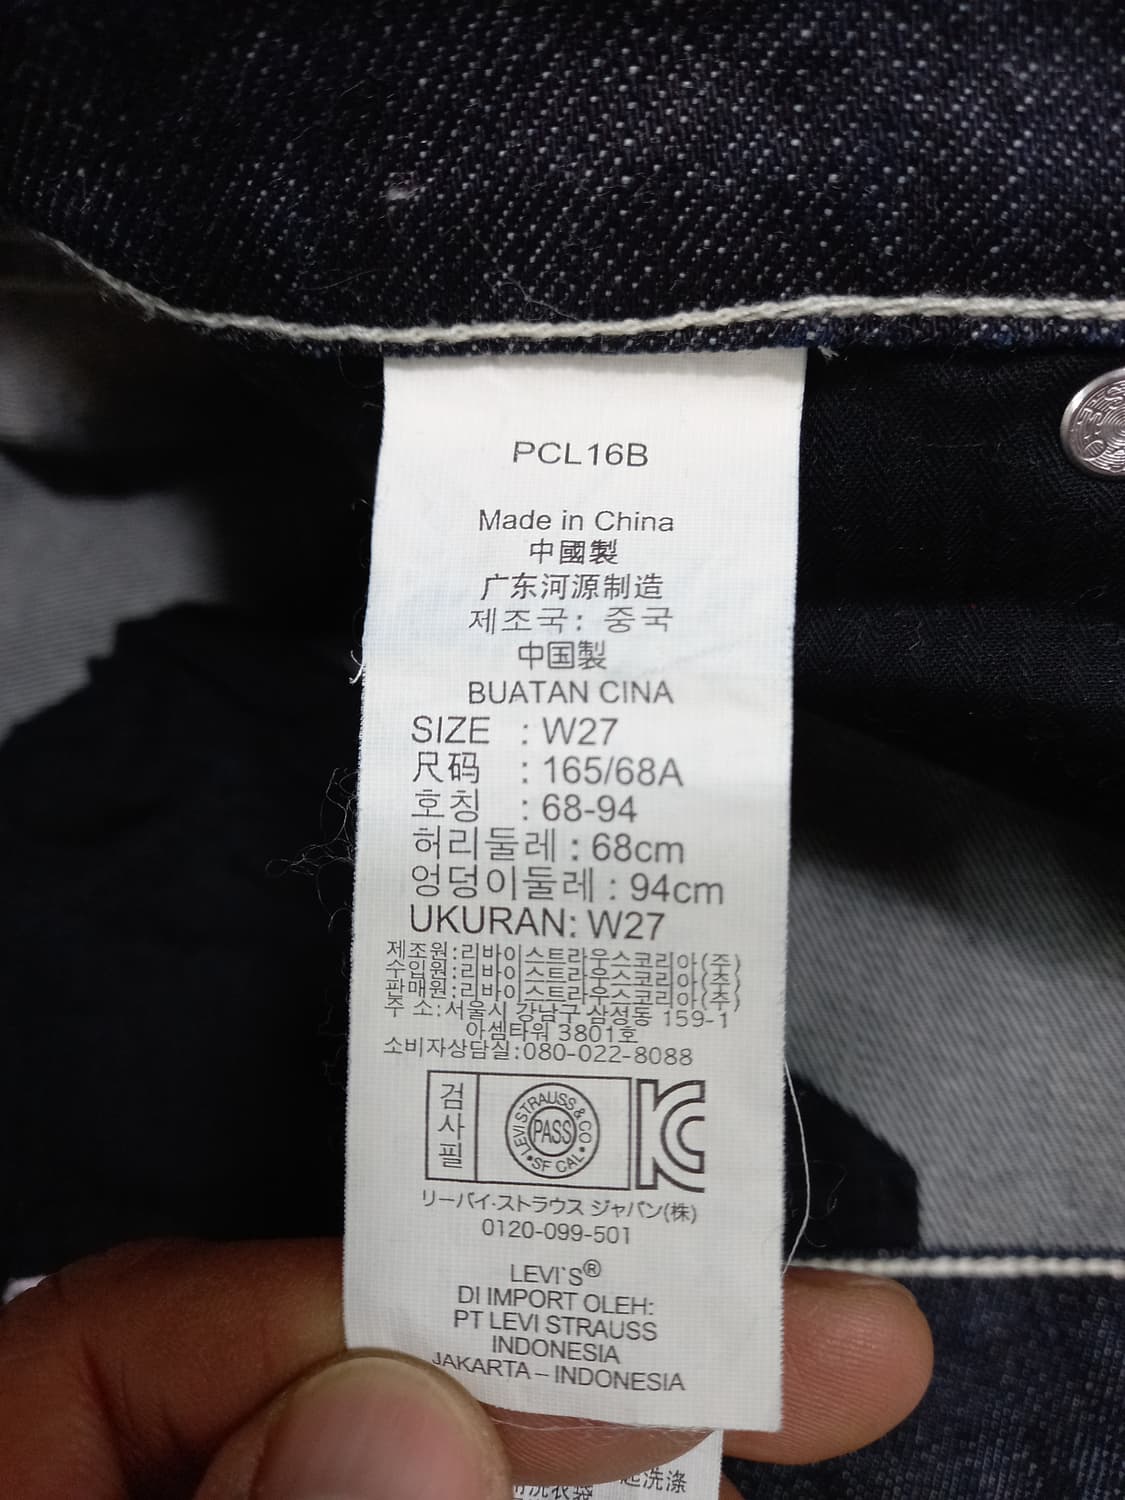 PCL16B
Made in China
中國製
广东河源制造
제조국: 중국
中国製
BUATAN CINA
SIZE : W27
尺码 : 165/68A
호칭 : 68-94
허리둘레 : 68cm
엉덩이둘레 : 94cm
UKURAN: W27
제조원:리바이스트라우스코리아(주)
수입원:리바이스트라우스코리아(주)
판매원:리바이스트라우스코리아(주)
주 소:서울시 강남구 삼성동 159-1
아셈타워 3801호
소비자상담실:080-022-8088
검사필
LEVI STRAUSS & CO
PASS
SF CAL
KC
リーバイ·ストラウス ジャパン(株)
0120-099-501
LEVI`S®
DI IMPORT OLEH:
PT LEVI STRAUSS
INDONESIA
JAKARTA – INDONESIA
洗涤